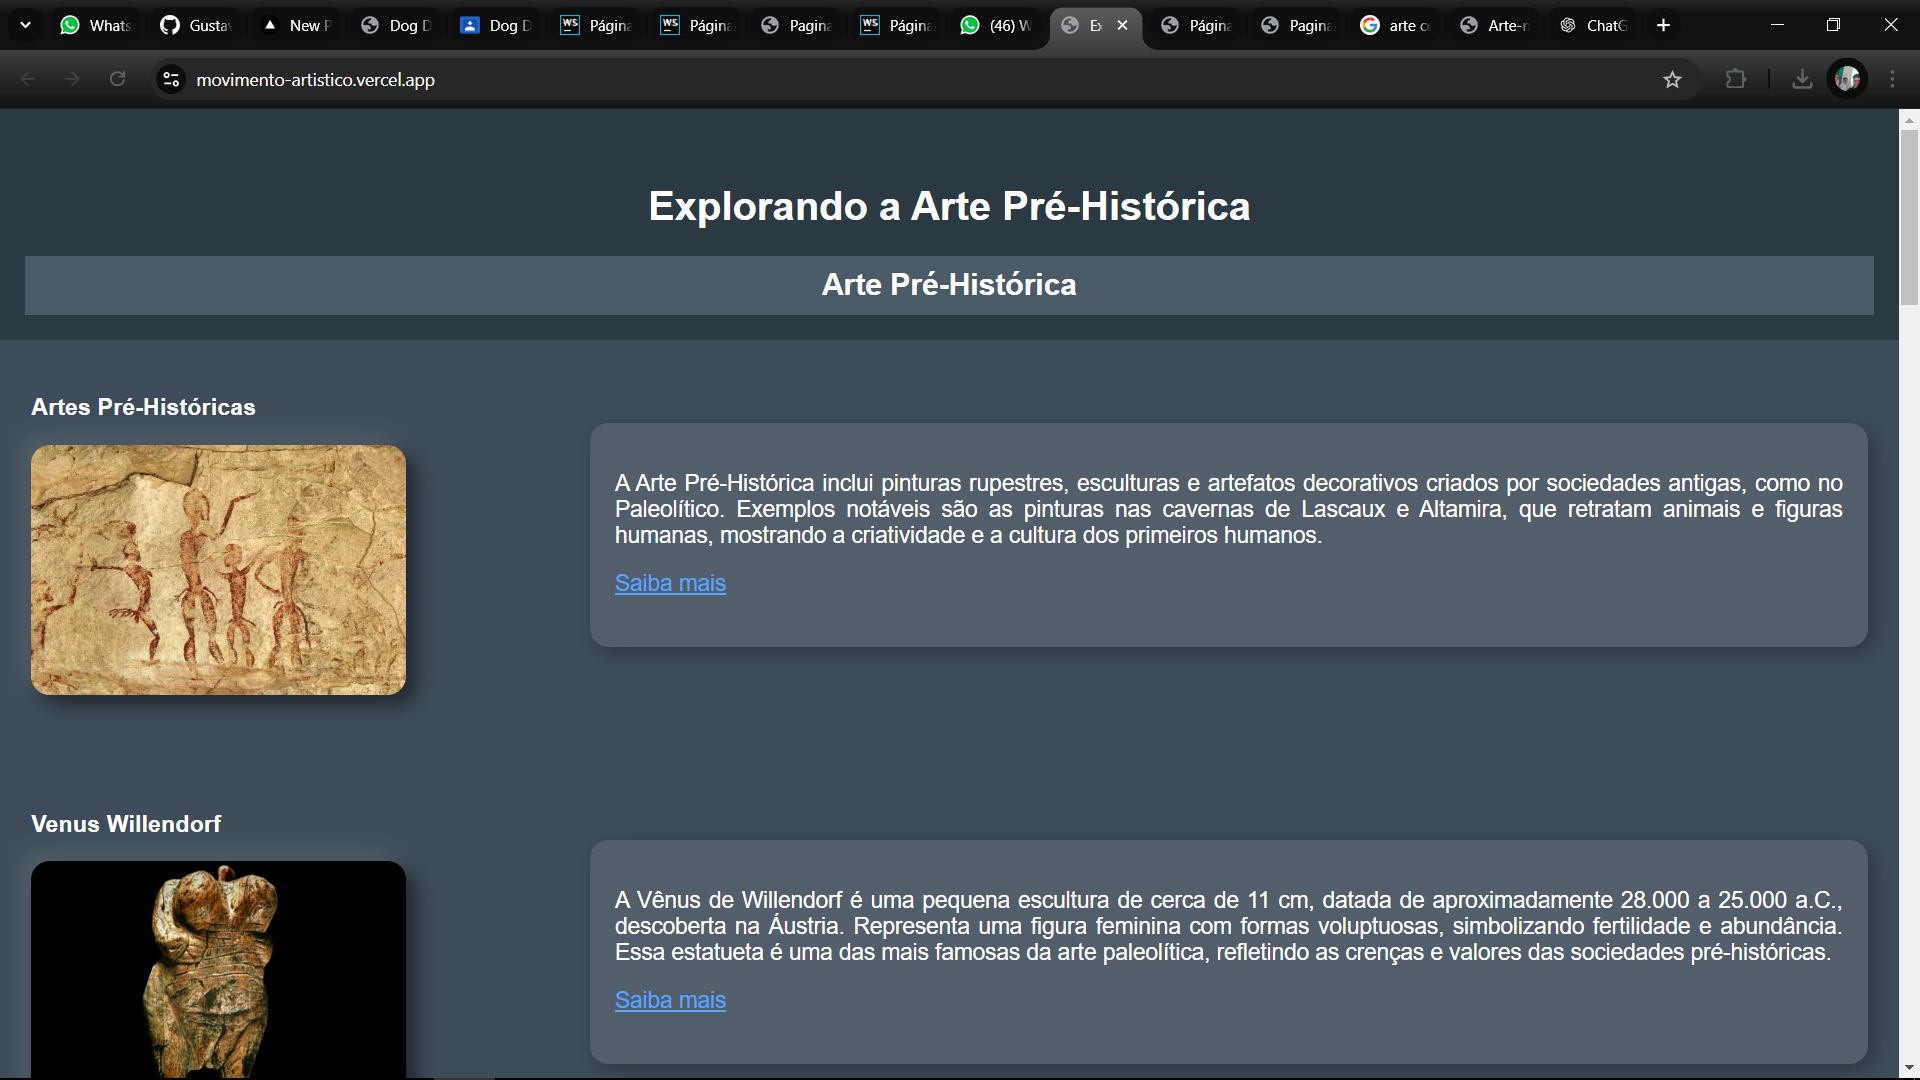 Whats
Gusta
New P
Dog D
Dog D
Página
Página
Pagina
Página
(46) W
Ex
Página
Pagina
arte co
Arte-n
ChatG
movimento-artistico.vercel.app
Explorando a Arte Pré-Histórica
Arte Pré-Histórica
Artes Pré-Históricas
A Arte Pré-Histórica inclui pinturas rupestres, esculturas e artefatos decorativos criados por sociedades antigas, como no
Paleolítico. Exemplos notáveis são as pinturas nas cavernas de Lascaux e Altamira, que retratam animais e figuras
humanas, mostrando a criatividade e a cultura dos primeiros humanos.
Saiba mais
Venus Willendorf
A Vênus de Willendorf é uma pequena escultura de cerca de 11 cm, datada de aproximadamente 28.000 a 25.000 a.C.,
descoberta na Áustria. Representa uma figura feminina com formas voluptuosas, simbolizando fertilidade e abundância.
Essa estatueta é uma das mais famosas da arte paleolítica, refletindo as crenças e valores das sociedades pré-históricas.
Saiba mais